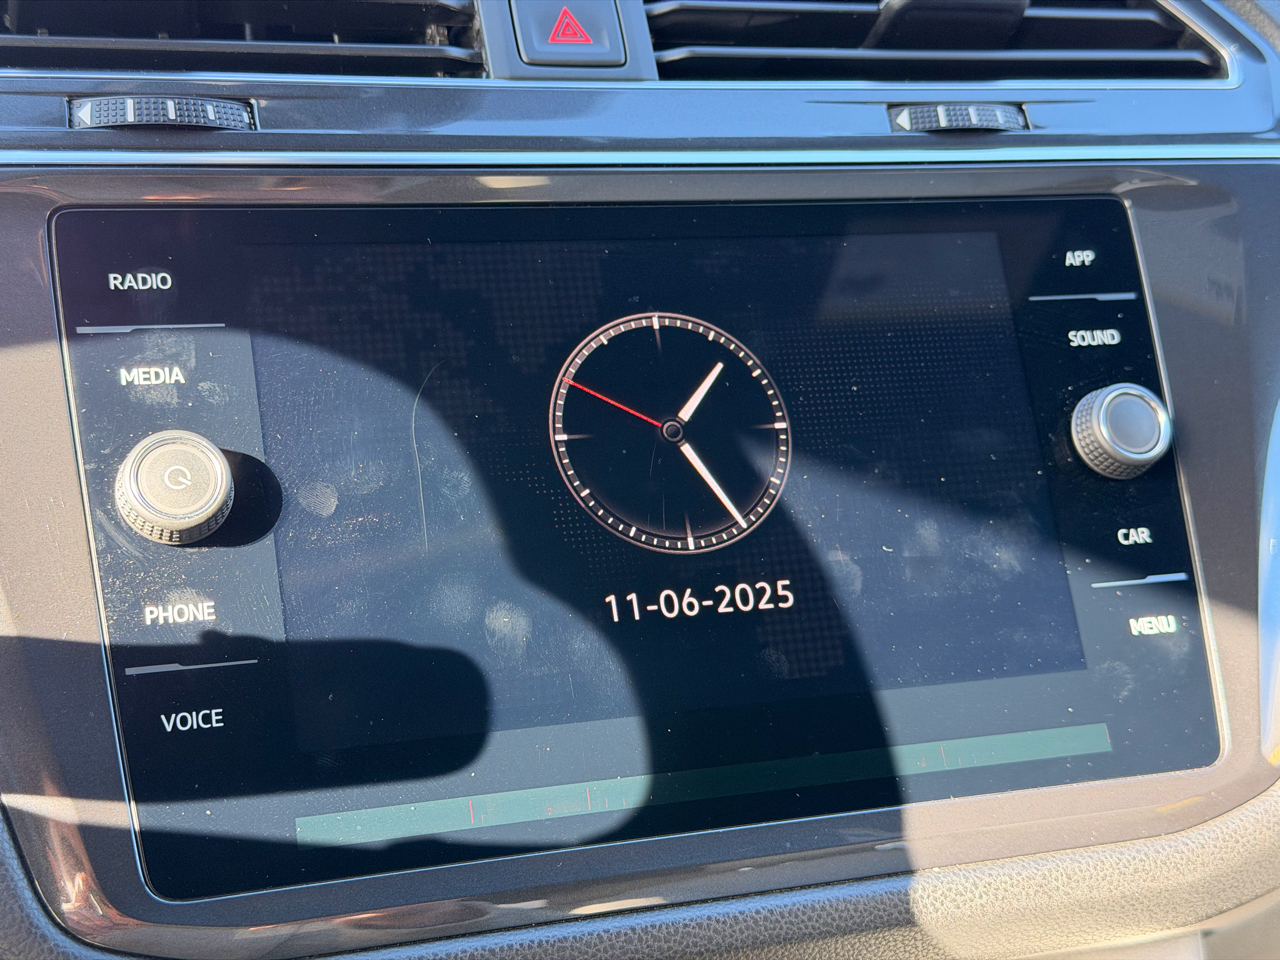 RADIO
MEDIA
PHONE
VOICE
11-06-2025
APP
SOUND
CAR
MENU